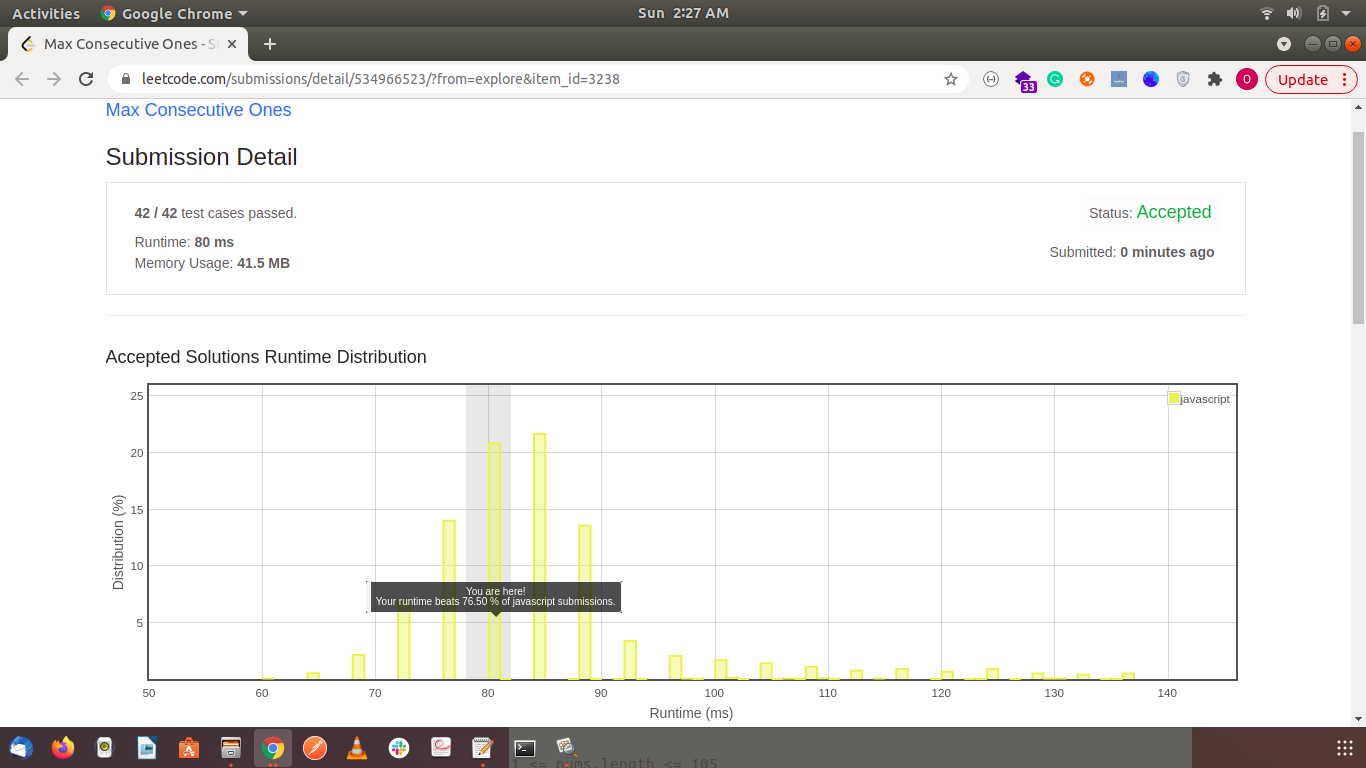 Activities Google Chrome Sun 2:27 AM
Max Consecutive Ones - S
leetcode.com/submissions/detail/534966523/?from=explore&item_id=3238 33 O Update
Max Consecutive Ones
Submission Detail
42 / 42 test cases passed.
Status: Accepted
Runtime: 80 ms
Submitted: 0 minutes ago
Memory Usage: 41.5 MB
Accepted Solutions Runtime Distribution
javascript
25
20
15
10
5
Distribution (%)
You are here!
Your runtime beats 76.50 % of javascript submissions.
50 60 70 80 90 100 110 120 130 140
Runtime (ms)
1 <= nums.length <= 105